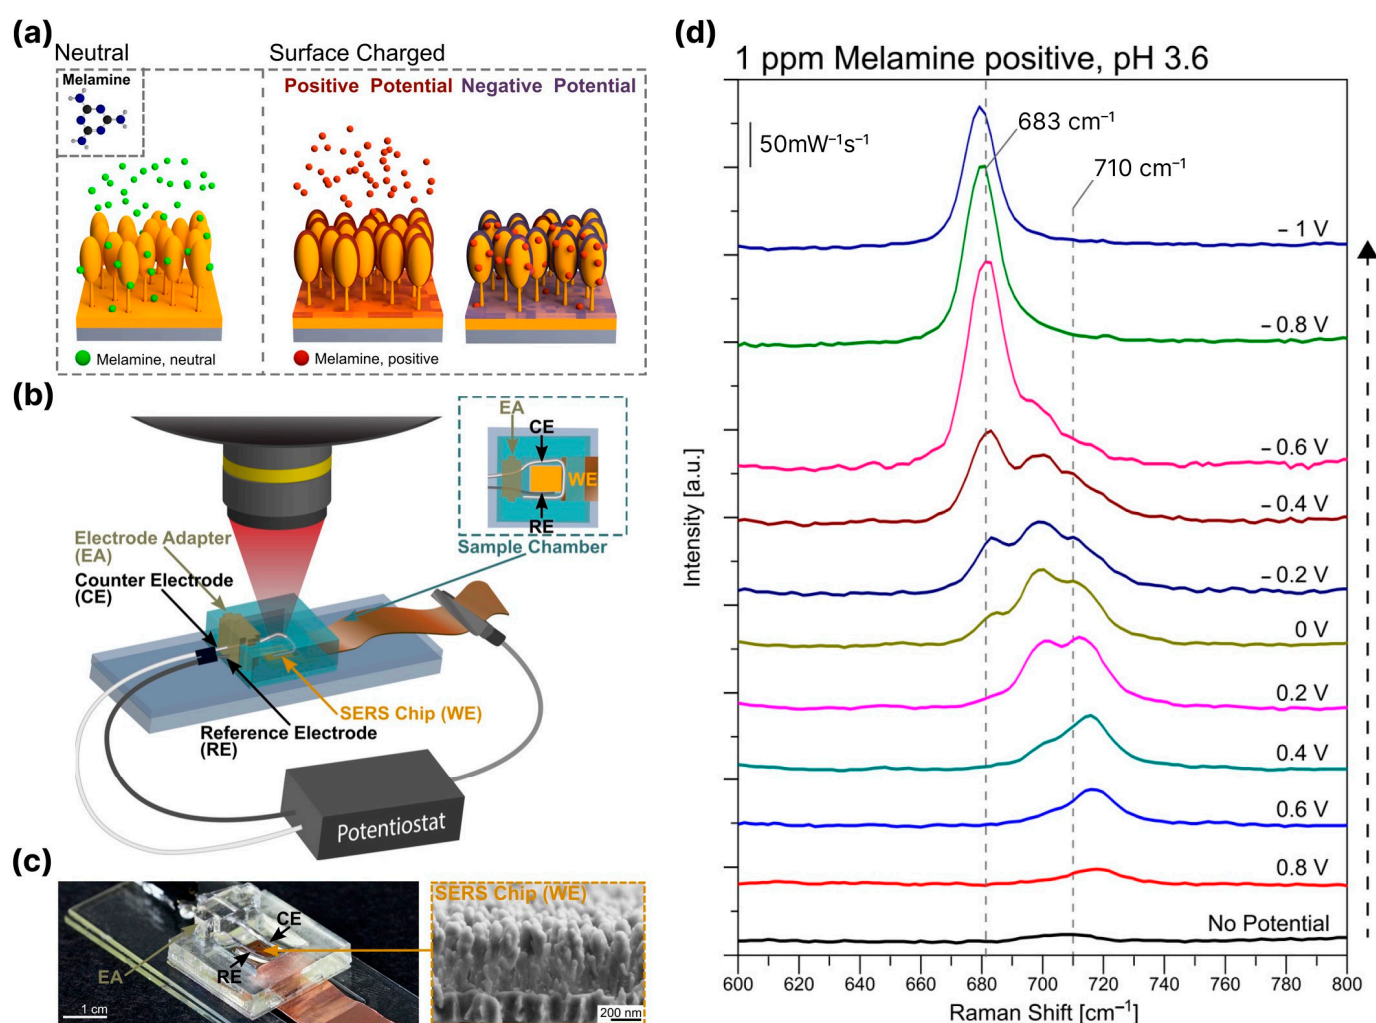 (a)
Neutral
Surface Charged
Melamine
Positive Potential
Negative Potential
Melamine, neutral
Melamine, positive
(b)
EA
CE
WE
RE
Sample Chamber
Electrode Adapter
(EA)
Counter Electrode
(CE)
SERS Chip (WE)
Reference Electrode
(RE)
Potentiostat
(c)
CE
RE
EA
1 cm
SERS Chip (WE)
200 nm
(d)
1 ppm Melamine positive, pH 3.6
50mW⁻¹s⁻¹
683 cm⁻¹
710 cm⁻¹
– 1 V
– 0.8 V
– 0.6 V
– 0.4 V
– 0.2 V
0 V
0.2 V
0.4 V
0.6 V
0.8 V
No Potential
Intensity [a.u.]
600 620 640 660 680 700 720 740 760 780 800
Raman Shift [cm⁻¹]